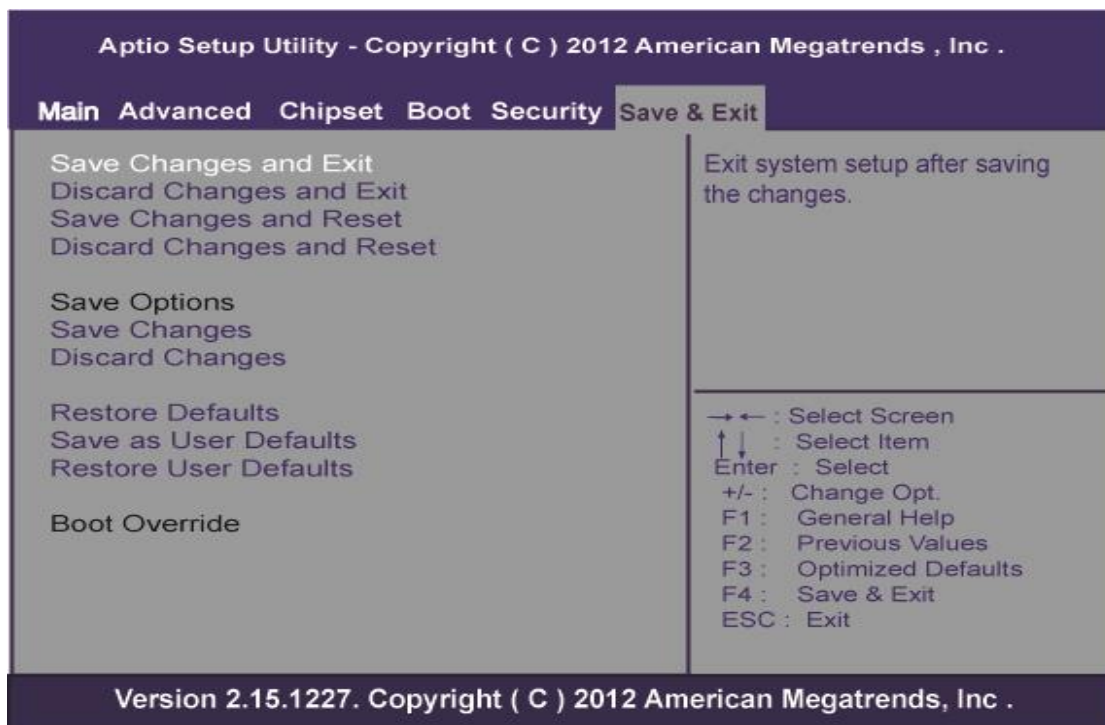 Aptio Setup Utility - Copyright ( C ) 2012 American Megatrends , Inc .
Main Advanced Chipset Boot Security Save & Exit
Save Changes and Exit
Discard Changes and Exit
Save Changes and Reset
Discard Changes and Reset
Save Options
Save Changes
Discard Changes
Restore Defaults
Save as User Defaults
Restore User Defaults
Boot Override
Exit system setup after saving
the changes.
→ ← : Select Screen
↑ ↓ : Select Item
Enter : Select
+/- : Change Opt.
F1 : General Help
F2 : Previous Values
F3 : Optimized Defaults
F4 : Save & Exit
ESC : Exit
Version 2.15.1227. Copyright ( C ) 2012 American Megatrends, Inc .